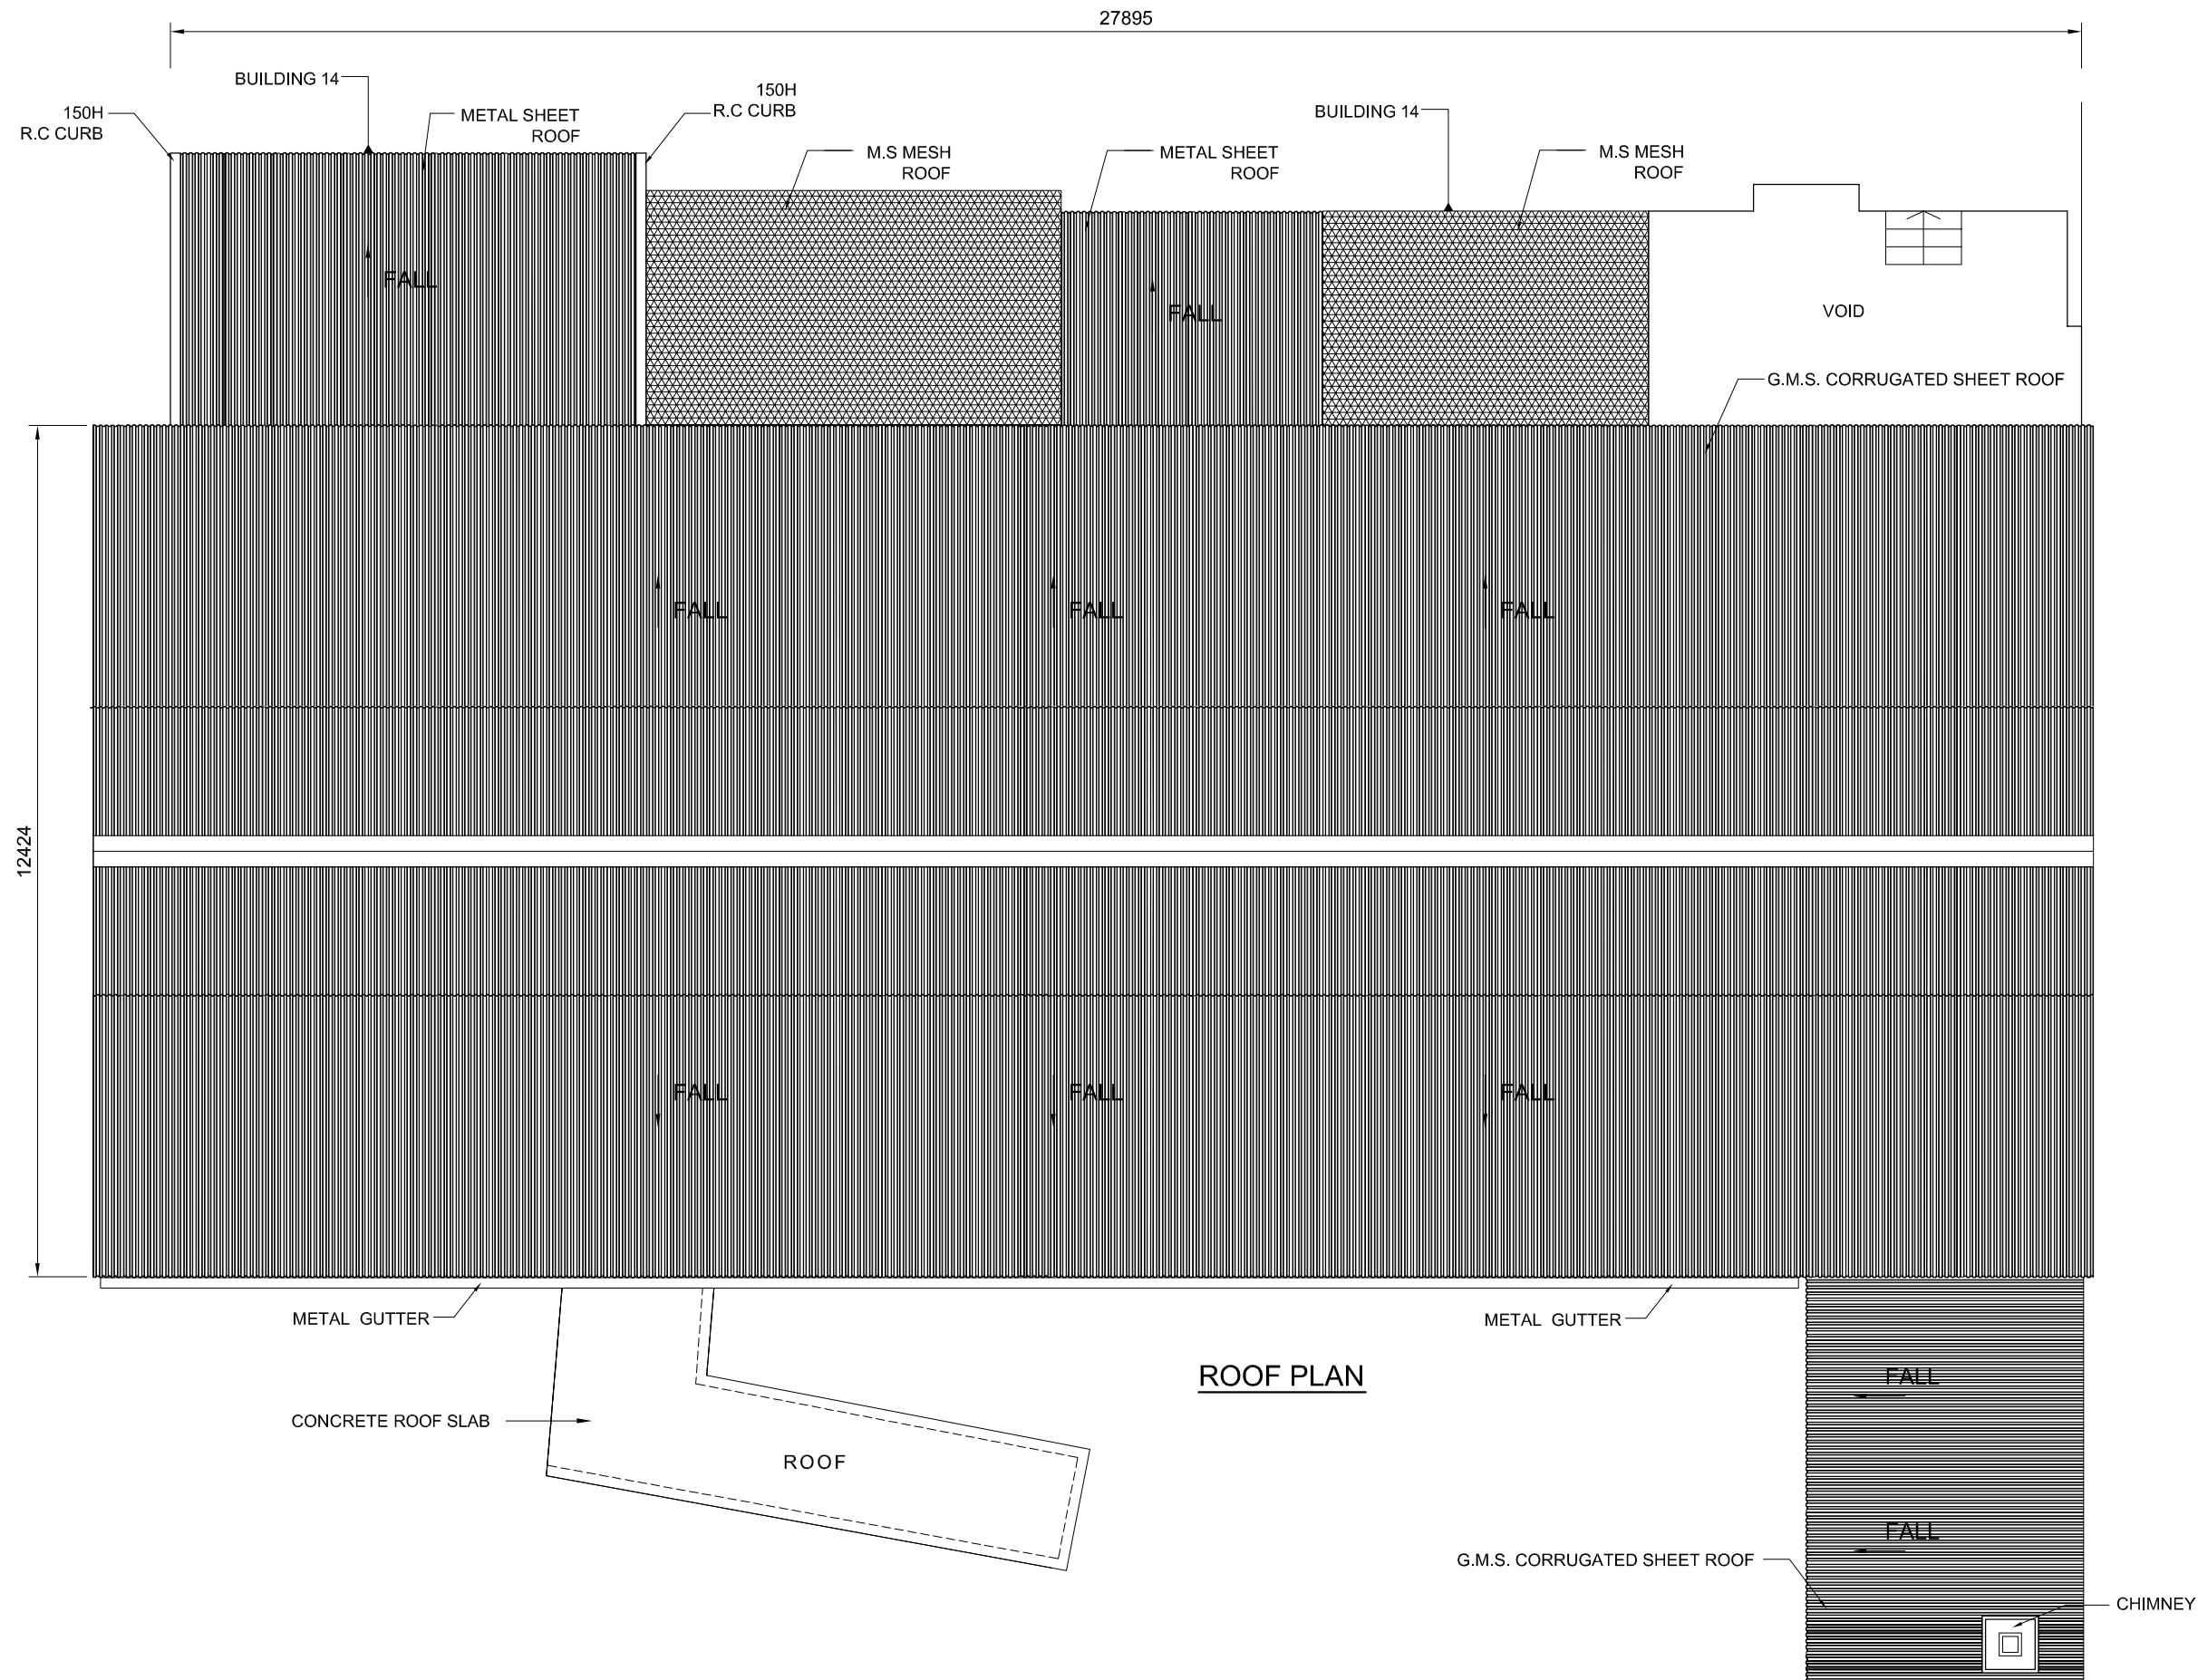 27895
BUILDING 14
150H
R.C CURB
METAL SHEET
ROOF
150H
R.C CURB
M.S MESH
ROOF
METAL SHEET
ROOF
BUILDING 14
M.S MESH
ROOF
FALL
FALL
VOID
G.M.S. CORRUGATED SHEET ROOF
FALL
FALL
FALL
12424
FALL
FALL
FALL
METAL GUTTER
METAL GUTTER
ROOF PLAN
FALL
CONCRETE ROOF SLAB
ROOF
FALL
G.M.S. CORRUGATED SHEET ROOF
CHIMNEY